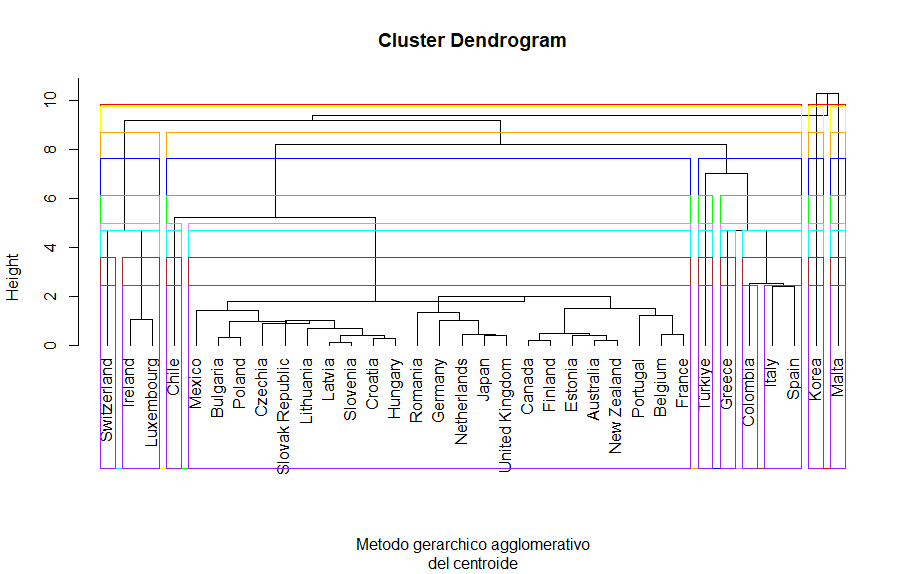 Cluster Dendrogram
Height
10
8
6
4
2
0
Switzerland
Ireland
Luxembourg
Chile
Mexico
Bulgaria
Poland
Czechia
Slovak Republic
Lithuania
Latvia
Slovenia
Croatia
Hungary
Romania
Germany
Netherlands
Japan
United Kingdom
Canada
Finland
Estonia
Australia
New Zealand
Portugal
Belgium
France
Türkiye
Greece
Colombia
Italy
Spain
Korea
Malta
Metodo gerarchico agglomerativo
del centroide